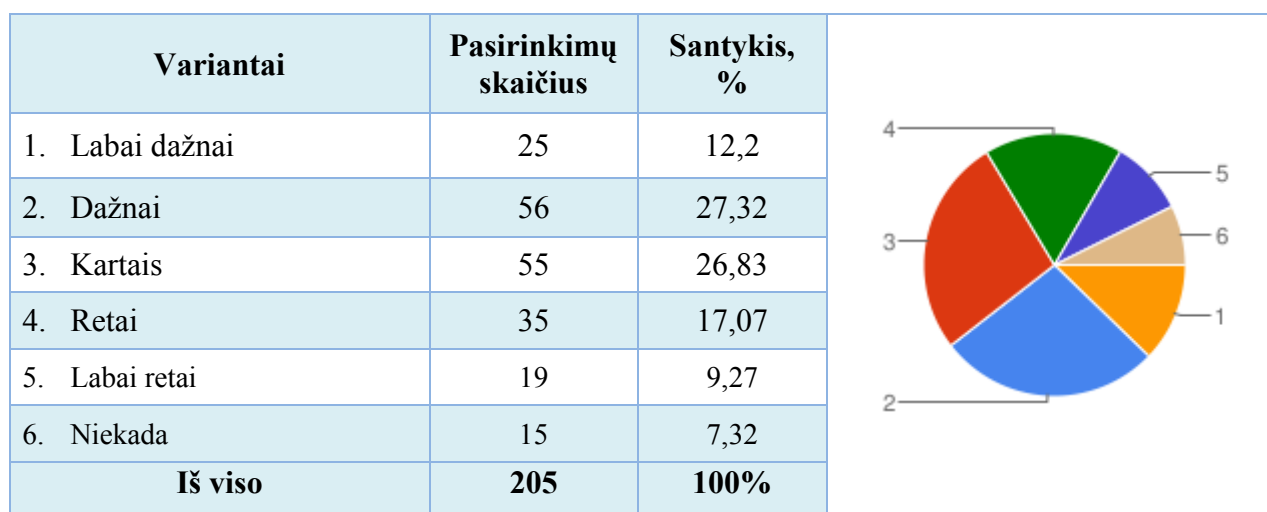 Variantai Pasirinkimų skaičius Santykis, %
1. Labai dažnai 25 12,2
2. Dažnai 56 27,32
3. Kartais 55 26,83
4. Retai 35 17,07
5. Labai retai 19 9,27
6. Niekada 15 7,32
Iš viso 205 100%
4
5
3
6
1
2